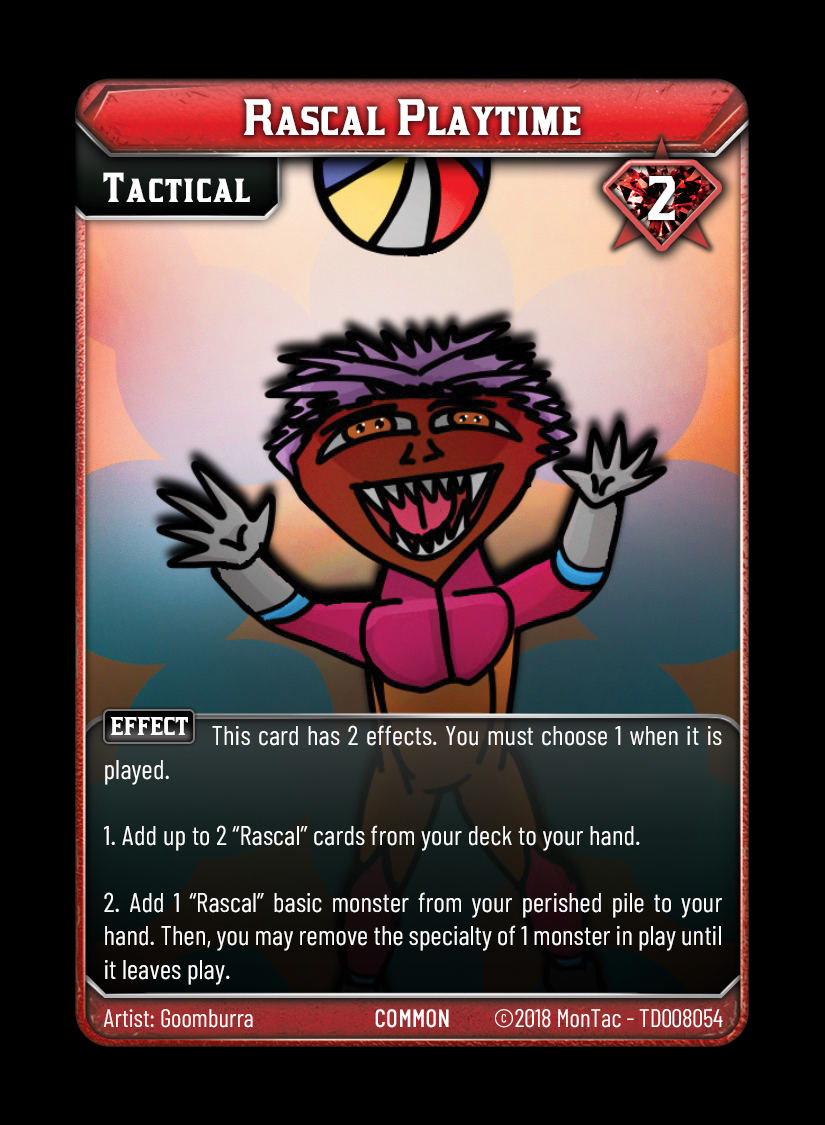 Rascal Playtime
Tactical
2
EFFECT This card has 2 effects. You must choose 1 when it is
played.
1. Add up to 2 "Rascal" cards from your deck to your hand.
2. Add 1 "Rascal" basic monster from your perished pile to your
hand. Then, you may remove the specialty of 1 monster in play until
it leaves play.
Artist: Goomburra COMMON ©2018 MonTac - TD008054